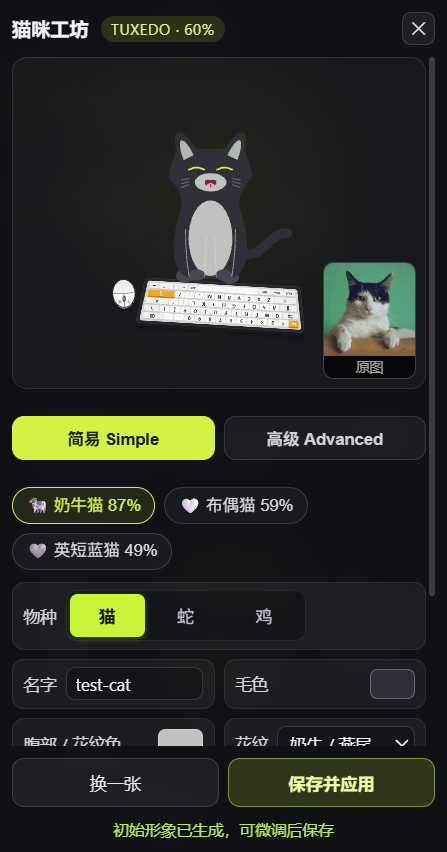 猫咪工坊 TUXEDO · 60%
原图
简易 Simple 高级 Advanced
奶牛猫 87% 布偶猫 59%
英短蓝猫 49%
物种 猫 蛇 鸡
名字 test-cat 毛色
腹部 / 花纹色 花纹 奶牛 / 燕尾
换一张 保存并应用
初始形象已生成，可微调后保存